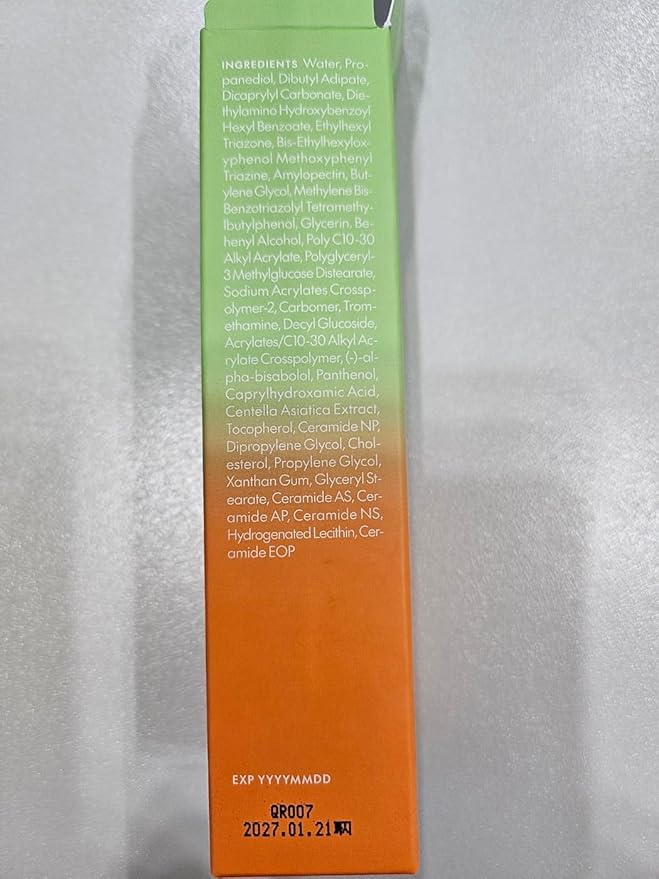 INGREDIENTS Water, Pro-
panediol, Dibutyl Adipate,
Dicaprylyl Carbonate, Die-
thylamino Hydroxybenzoyl
Hexyl Benzoate, Ethylhexyl
Triazone, Bis-Ethylhexylox-
yphenol Methoxyphenyl
Triazine, Amylopectin, But-
ylene Glycol, Methylene Bis-
Benzotriazolyl Tetramethy-
lbutylphenol, Glycerin, Be-
henyl Alcohol, Poly C10-30
Alkyl Acrylate, Polyglyceryl-
3 Methylglucose Distearate,
Sodium Acrylates Crossp-
olymer-2, Carbomer, Trom-
ethamine, Decyl Glucoside,
Acrylates/C10-30 Alkyl Ac-
rylate Crosspolymer, (-)-al-
pha-bisabolol, Panthenol,
Caprylhydroxamic Acid,
Centella Asiatica Extract,
Tocopherol, Ceramide NP,
Dipropylene Glycol, Chol-
esterol, Propylene Glycol,
Xanthan Gum, Glyceryl St-
earate, Ceramide AS, Cer-
amide AP, Ceramide NS,
Hydrogenated Lecithin, Cer-
amide EOP
EXP YYYYMMDD
QR007
2027.01.21